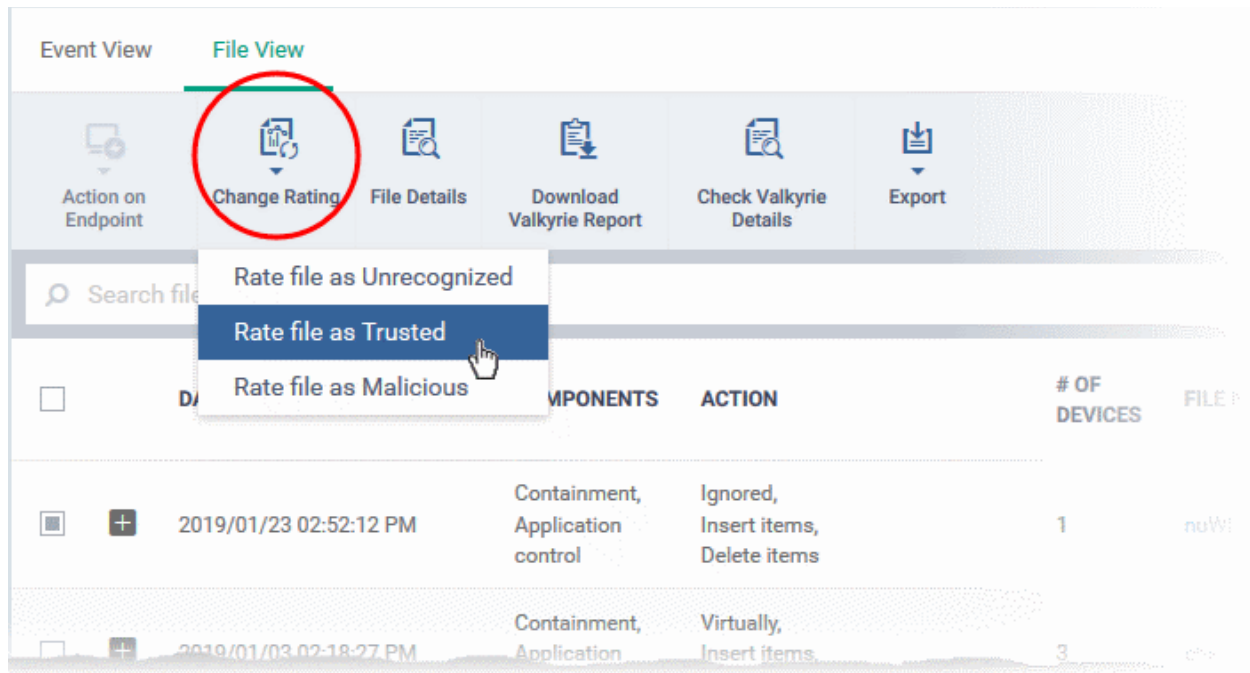 Event View File View
Action on Endpoint
Change Rating
File Details
Download Valkyrie Report
Check Valkyrie Details
Export
Search
Rate file as Unrecognized
Rate file as Trusted
Rate file as Malicious
ACTION
# OF DEVICES
FILE
2019/01/23 02:52:12 PM
Containment,
Application
control
Ignored,
Insert items,
Delete items
1
2019/01/03 02:18:27 PM
Containment,
Application
Virtually,
Insert items,
3